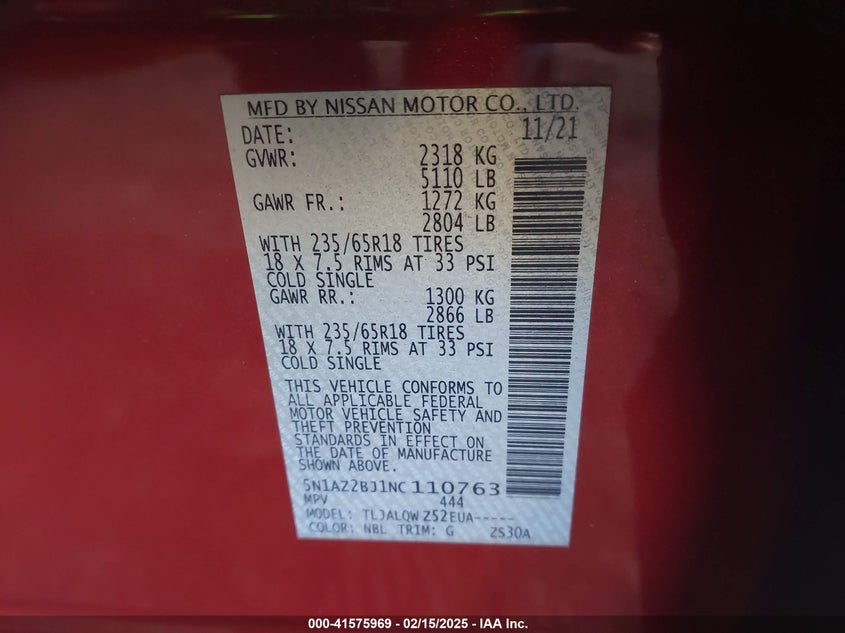 MFD BY NISSAN MOTOR CO., LTD.
DATE: 11/21
GVWR: 2318 KG
5110 LB
GAWR FR.: 1272 KG
2804 LB
WITH 235/65R18 TIRES
18 X 7.5 RIMS AT 33 PSI
COLD SINGLE
GAWR RR.: 1300 KG
2866 LB
WITH 235/65R18 TIRES
18 X 7.5 RIMS AT 33 PSI
COLD SINGLE
THIS VEHICLE CONFORMS TO
ALL APPLICABLE FEDERAL
MOTOR VEHICLE SAFETY AND
THEFT PREVENTION
STANDARDS IN EFFECT ON
THE DATE OF MANUFACTURE
SHOWN ABOVE.
5N1AZ2BJ1NC110763
MPV 444
MODEL: TLJALQWZ52EUA-----
COLOR: NBL TRIM: G ZS30A
000-41575969 - 02/15/2025 - IAA Inc.